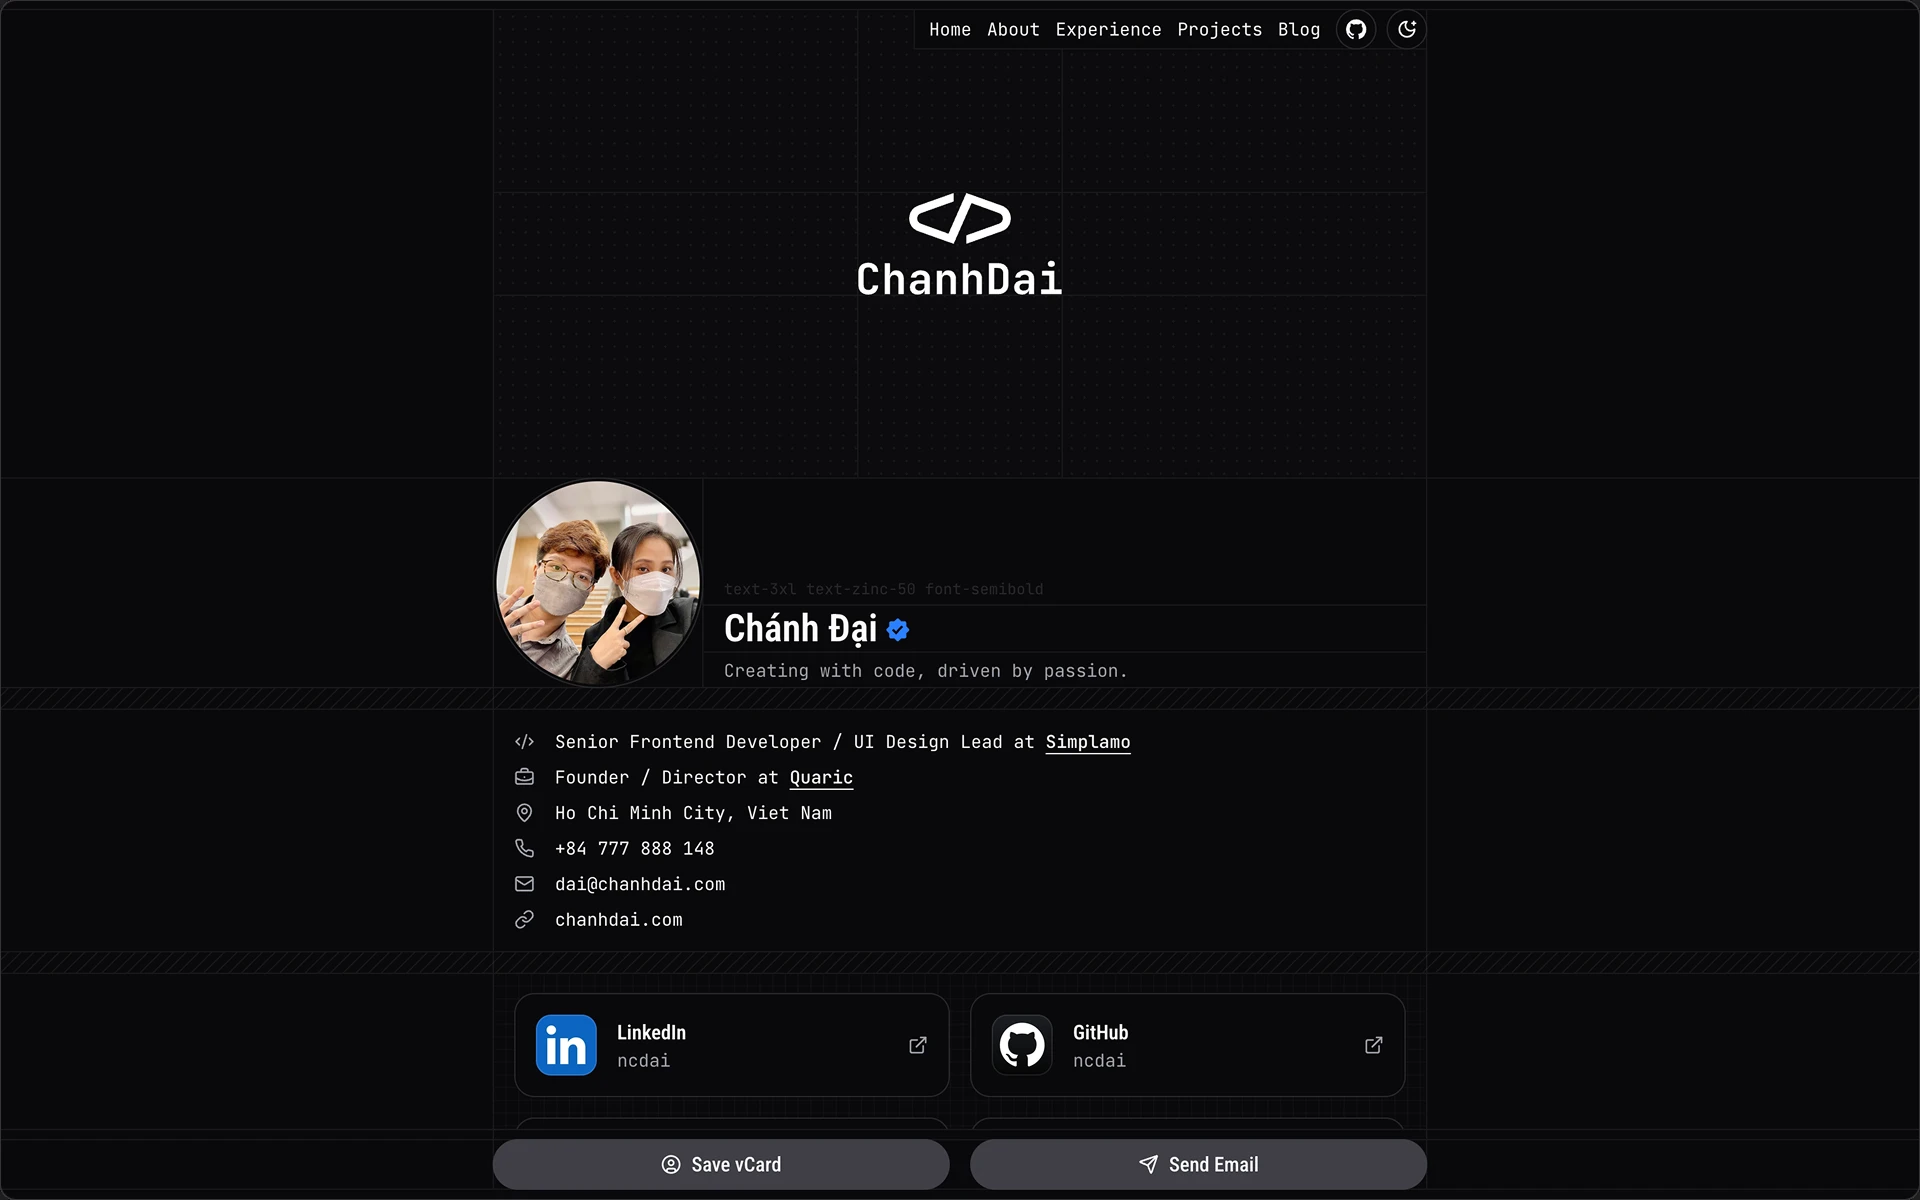 Home About Experience Projects Blog
ChanhDai
text-3xl text-zinc-50 font-semibold
Chánh Đại
Creating with code, driven by passion.
Senior Frontend Developer / UI Design Lead at Simplamo
Founder / Director at Quaric
Ho Chi Minh City, Viet Nam
+84 777 888 148
dai@chanhdai.com
chanhdai.com
in LinkedIn
ncdai
GitHub
ncdai
Save vCard
Send Email